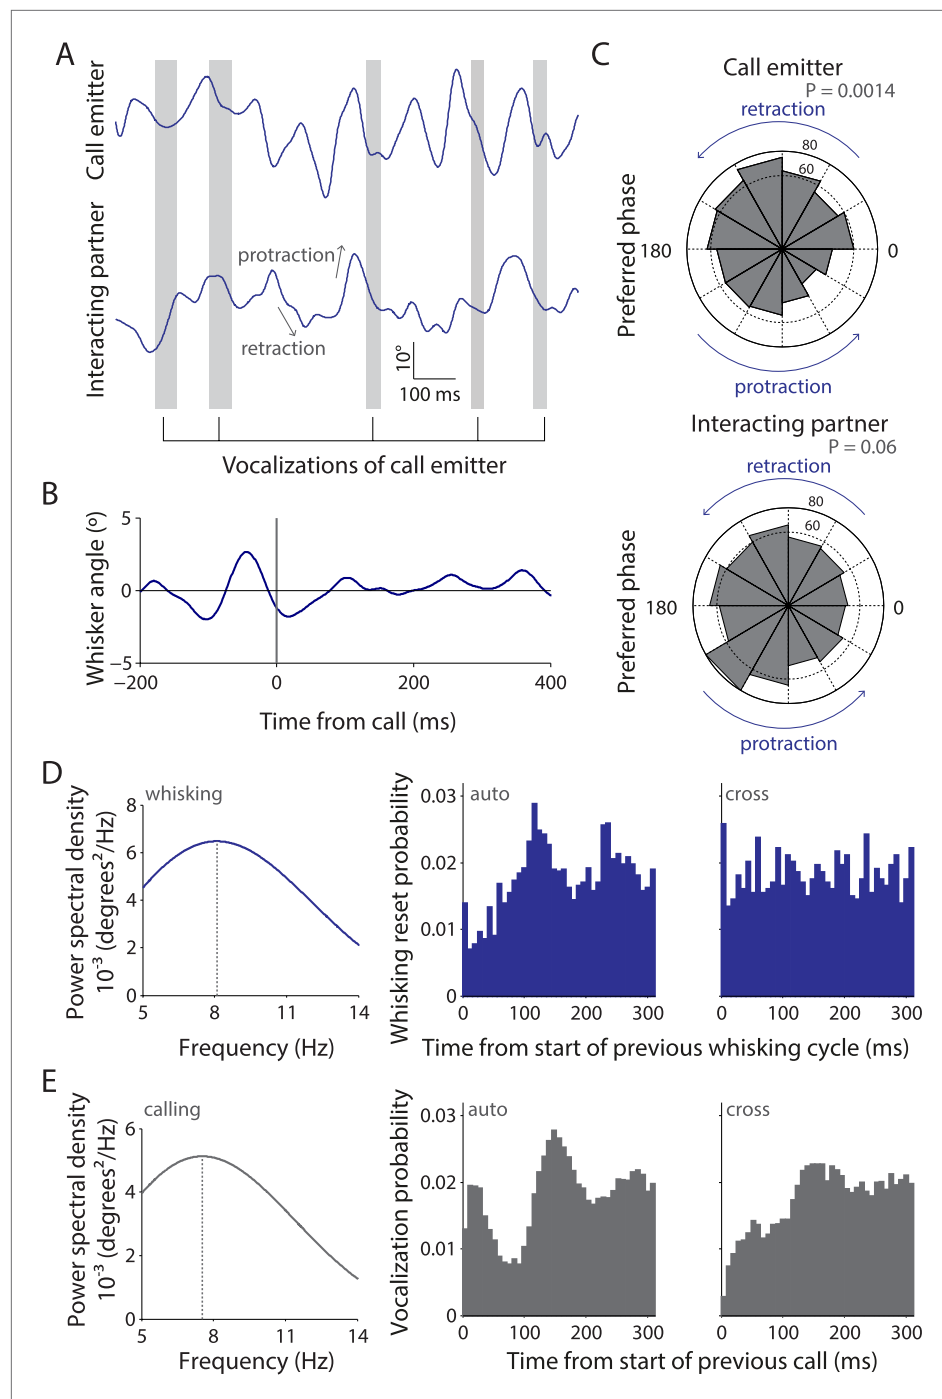 A
Call emitter
Interacting partner
protraction
retraction
10°
100 ms
Vocalizations of call emitter
B
Whisker angle (º)
5
0
−5
−200
0
200
400
Time from call (ms)
C
Call emitter
P = 0.0014
retraction
80
60
180
0
Preferred phase
protraction
Interacting partner
P = 0.06
retraction
80
60
180
0
Preferred phase
protraction
D
Power spectral density
10⁻³ (degrees²/Hz)
whisking
8
6
4
2
0
5
8
11
14
Frequency (Hz)
Whisking reset probability
auto
0.03
0.02
0.01
0
0
100
200
300
cross
0
100
200
300
Time from start of previous whisking cycle (ms)
E
Power spectral density
10⁻³ (degrees²/Hz)
calling
6
4
2
0
5
8
11
14
Frequency (Hz)
Vocalization probability
auto
0.03
0.02
0.01
0
0
100
200
300
cross
0
100
200
300
Time from start of previous call (ms)